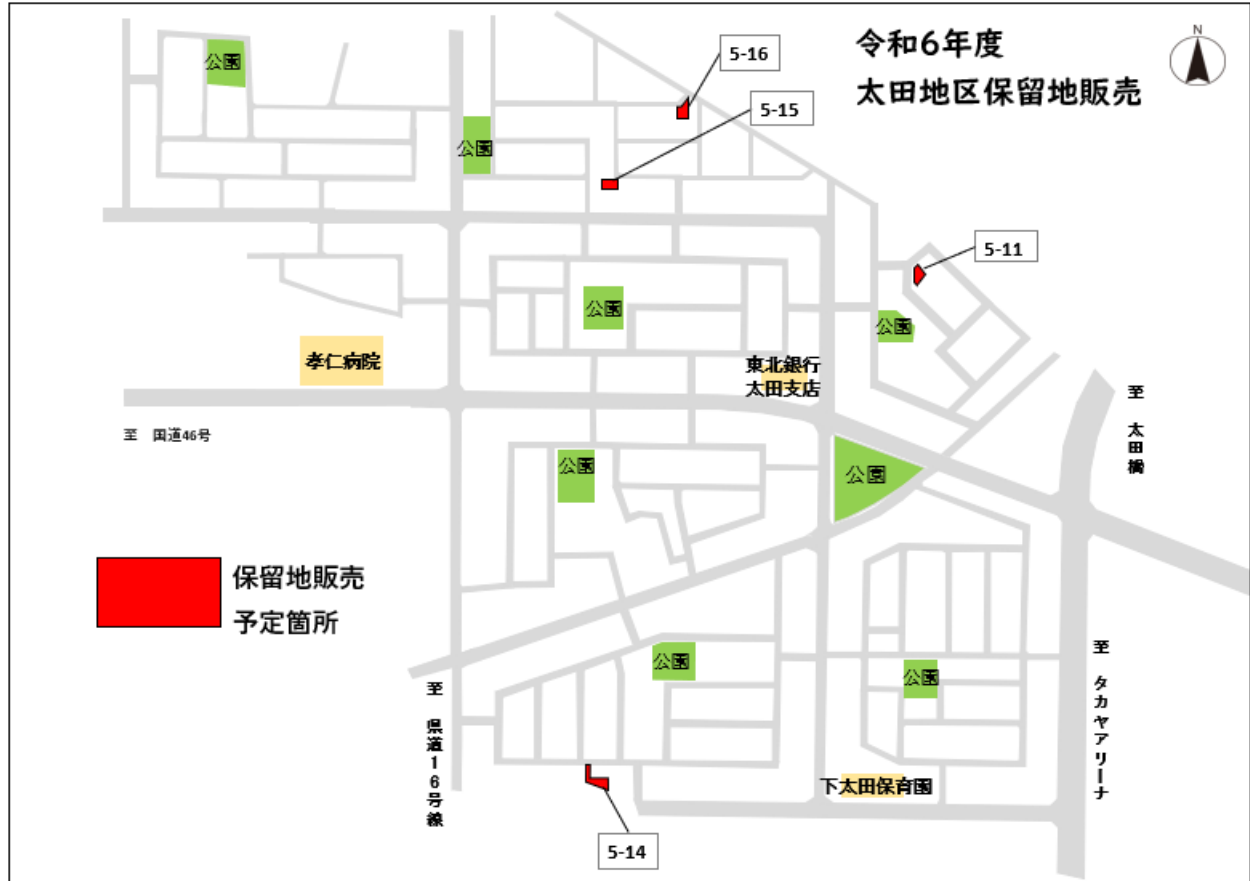 令和6年度
太田地区保留地販売
N
5-16
5-15
5-11
公園
公園
公園
公園
孝仁病院
東北銀行
太田支店
至 国道46号
至 太田橋
公園
公園
保留地販売
予定箇所
公園
公園
至 県道16号線
至 タカヤアリーナ
下太田保育園
5-14